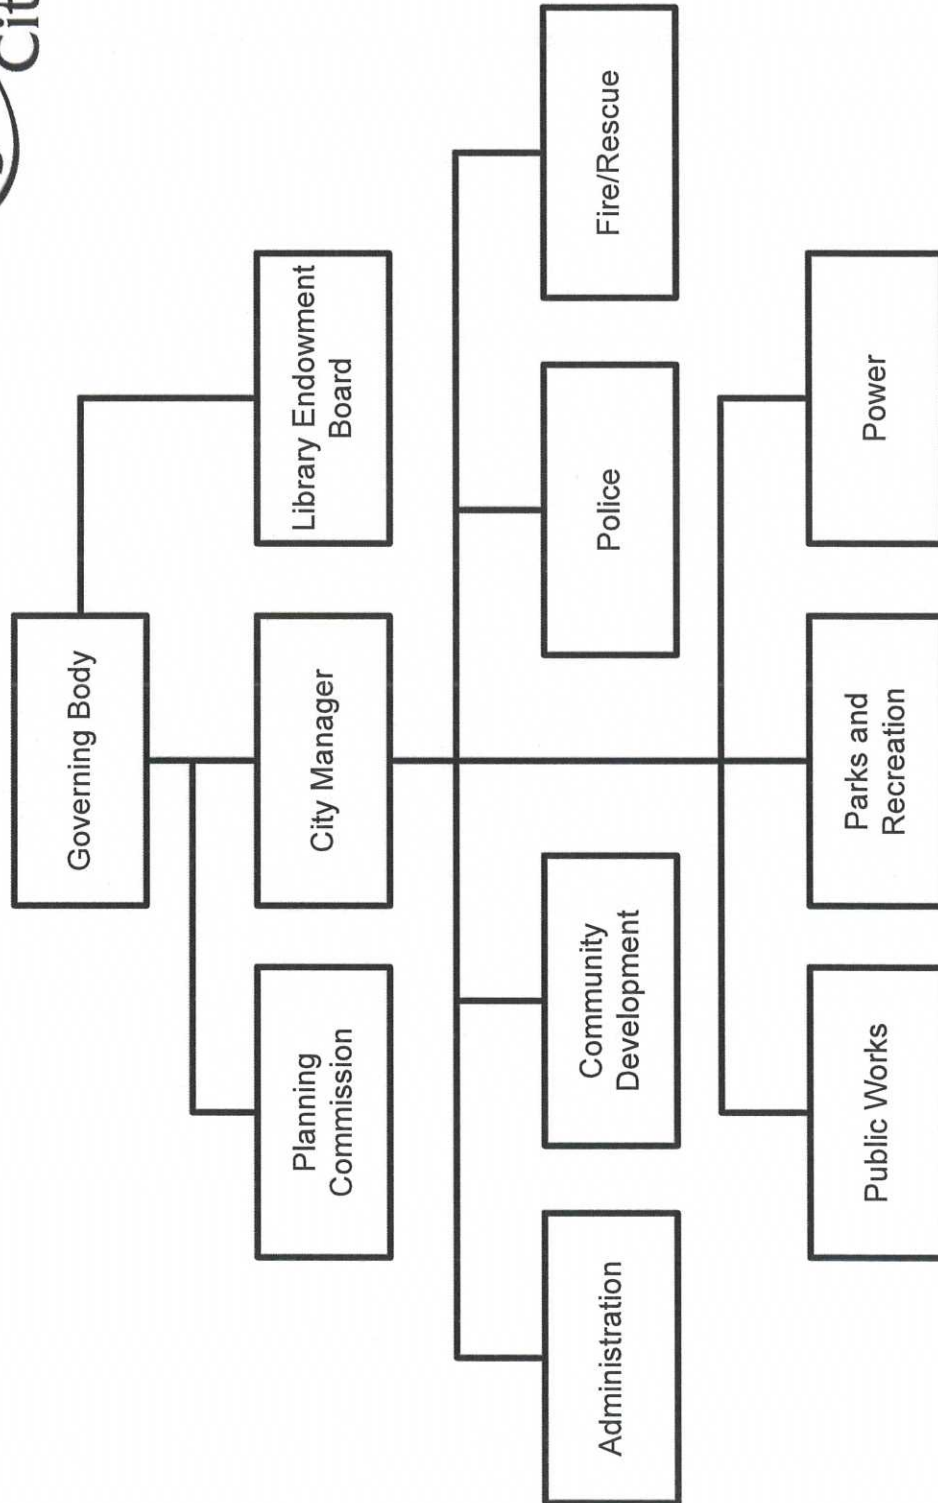 Cit
Governing Body
Planning
Commission
City Manager
Library Endowment
Board
Administration
Community
Development
Police
Fire/Rescue
Public Works
Parks and
Recreation
Power